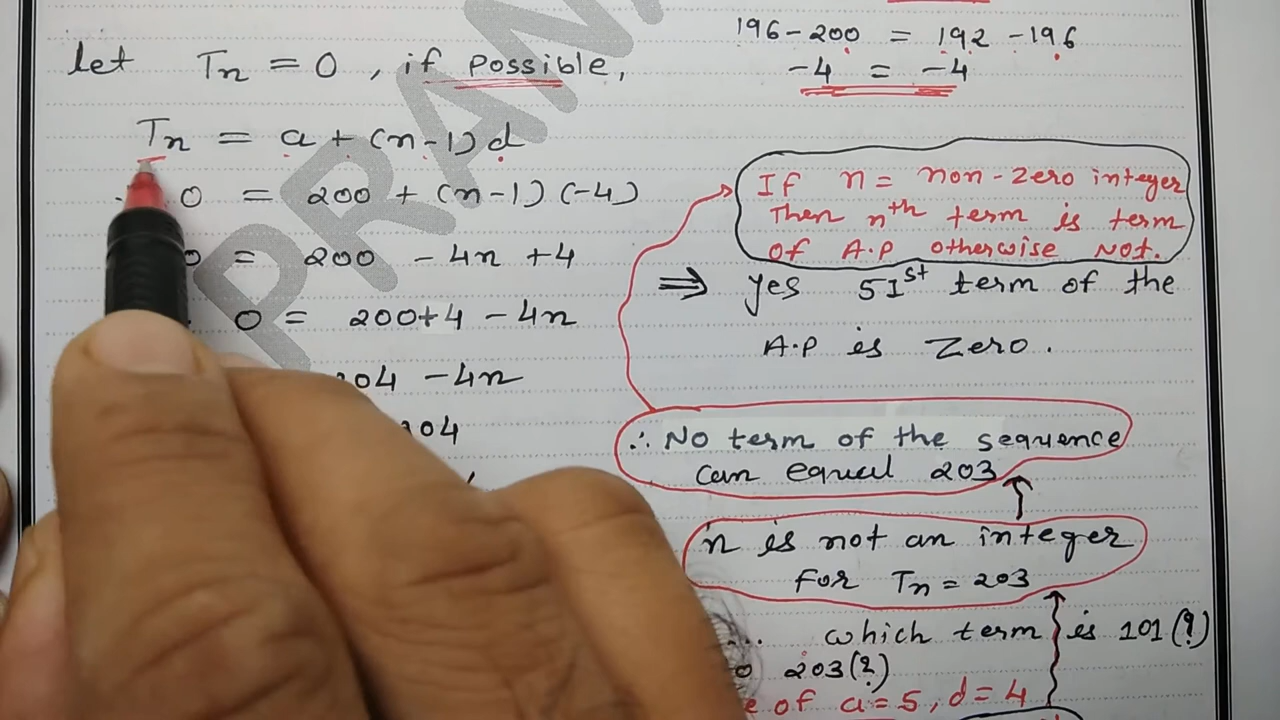 let Tn = 0, if possible,
Tn = a + (n-1)d
0 = 200 + (n-1)(-4)
0 = 200 - 4n + 4
0 = 200+4 - 4n
04 - 4n
204
196-200 = 192 -196
-4 = -4
If n = non-zero integer
Then nth term is term
of A.P otherwise Not.
⇒ yes 51st term of the
A.P is Zero.
∴ No term of the sequence
can equal 203
n is not an integer
for Tn = 203
... which term is 101(?)
203(?)
of a=5, d=4
PRAN